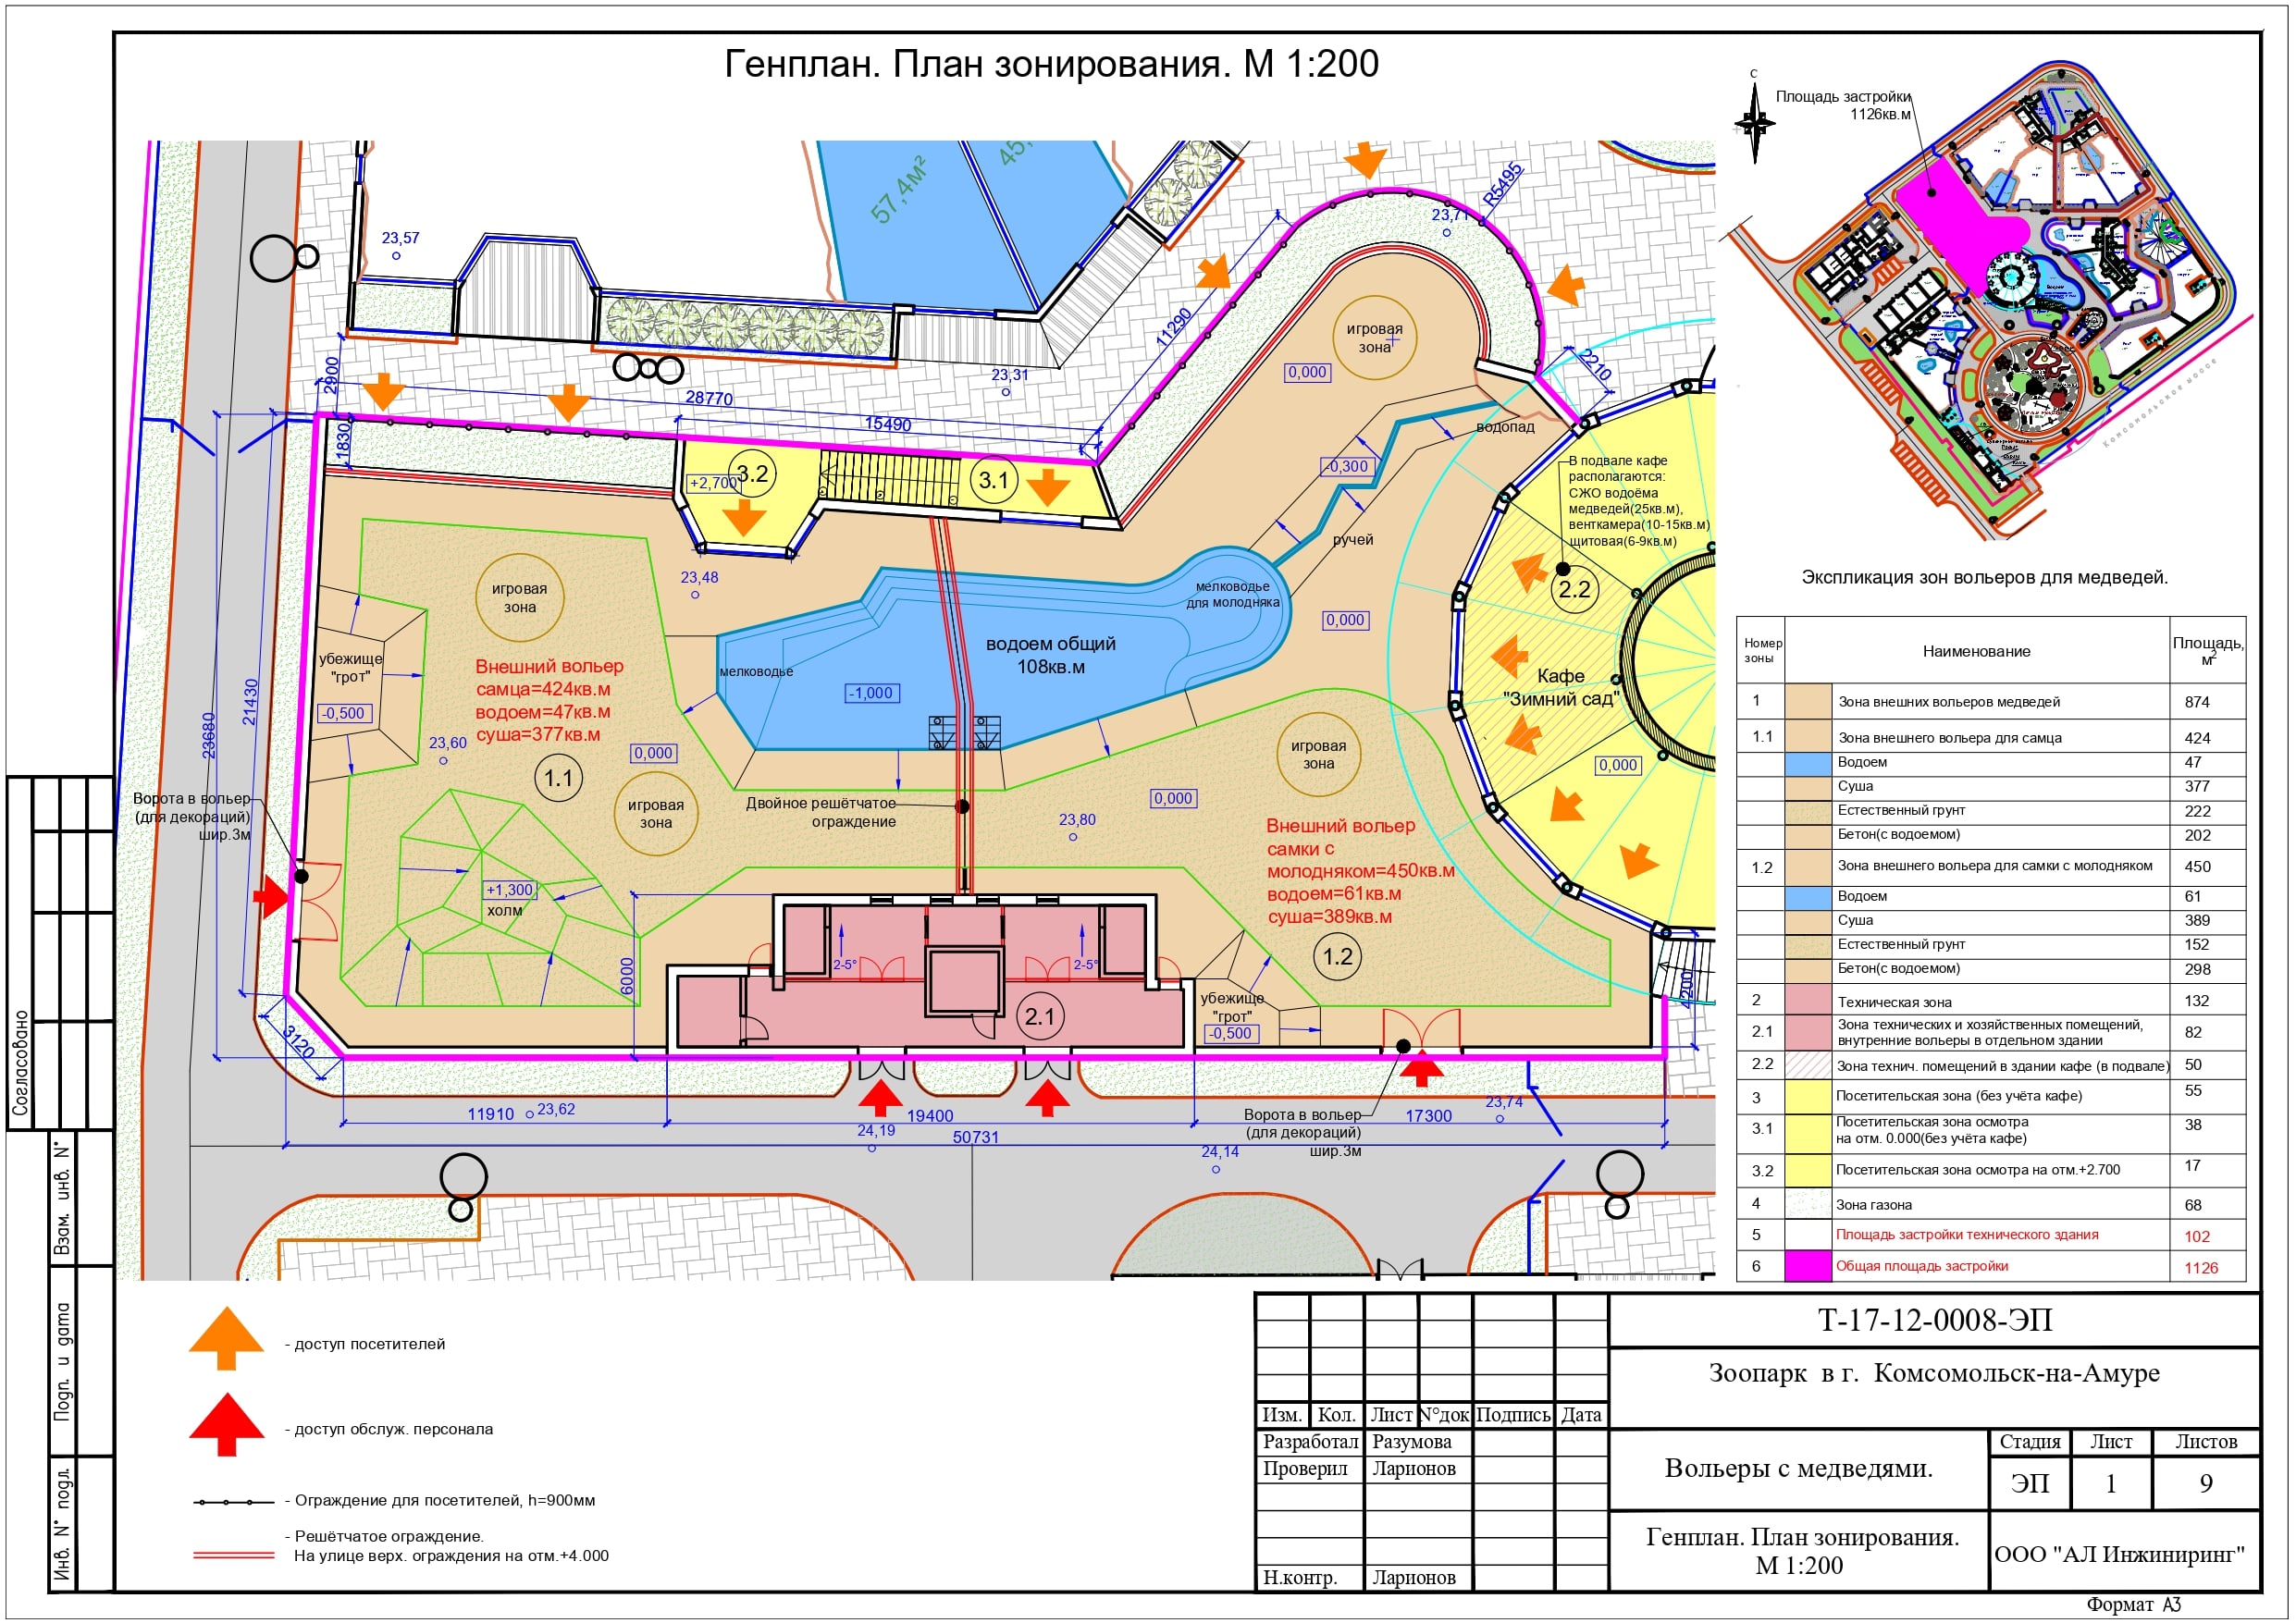 Генплан. План зонирования. М 1:200
С
Площадь застройки
1126кв.м
Комсомольское шоссе
57,4м²
45,
R5495
23,71
23,57
11290
2210
2900
23,31
28770
15490
1830
игровая
зона
0,000
водопад
-0,300
3.2
+2,700
3.1
В подвале кафе
располагаются:
СЖО водоёма
медведей(25кв.м),
венткамера(10-15кв.м)
щитовая(6-9кв.м)
ручей
23,48
игровая
зона
мелководье
для молодняка
2.2
0,000
водоем общий
108кв.м
убежище
"грот"
-0,500
Внешний вольер
самца=424кв.м
водоем=47кв.м
суша=377кв.м
мелководье
-1,000
Кафе
"Зимний сад"
21430
23680
23,60
0,000
1.1
игровая
зона
0,000
Ворота в вольер
(для декораций)
шир.3м
игровая
зона
Двойное решётчатое
ограждение
0,000
23,80
Внешний вольер
самки с
молодняком=450кв.м
водоем=61кв.м
суша=389кв.м
+1,300
холм
1.2
6000
2-5°
2-5°
4200
2.1
убежище
"грот"
-0,500
3120
11910
23,62
19400
17300
23,74
24,19
50731
24,14
Ворота в вольер
(для декораций)
шир.3м
Экспликация зон вольеров для медведей.
Номер
зоны
Наименование
Площадь,
м2
1 Зона внешних вольеров медведей 874
1.1 Зона внешнего вольера для самца 424
Водоем 47
Суша 377
Естественный грунт 222
Бетон(с водоемом) 202
1.2 Зона внешнего вольера для самки с молодняком 450
Водоем 61
Суша 389
Естественный грунт 152
Бетон(с водоемом) 298
2 Техническая зона 132
2.1 Зона технических и хозяйственных помещений, 82
внутренние вольеры в отдельном здании
2.2 Зона технич. помещений в здании кафе (в подвале) 50
3 Посетительская зона (без учёта кафе) 55
3.1 Посетительская зона осмотра 38
на отм. 0.000(без учёта кафе)
3.2 Посетительская зона осмотра на отм.+2.700 17
4 Зона газона 68
5 Площадь застройки технического здания 102
6 Общая площадь застройки 1126
- доступ посетителей
- доступ обслуж. персонала
- Ограждение для посетителей, h=900мм
- Решётчатое ограждение.
На улице верх. ограждения на отм.+4.000
Согласовано
Взам. инв. N°
Подп. и дата
Инв. N° подл.
Т-17-12-0008-ЭП
Зоопарк в г. Комсомольск-на-Амуре
Изм. Кол. Лист N°док Подпись Дата
Разработал Разумова
Проверил Ларионов
Н.контр. Ларионов
Вольеры с медведями.
Стадия Лист Листов
ЭП 1 9
Генплан. План зонирования.
М 1:200
ООО "АЛ Инжиниринг"
Формат А3